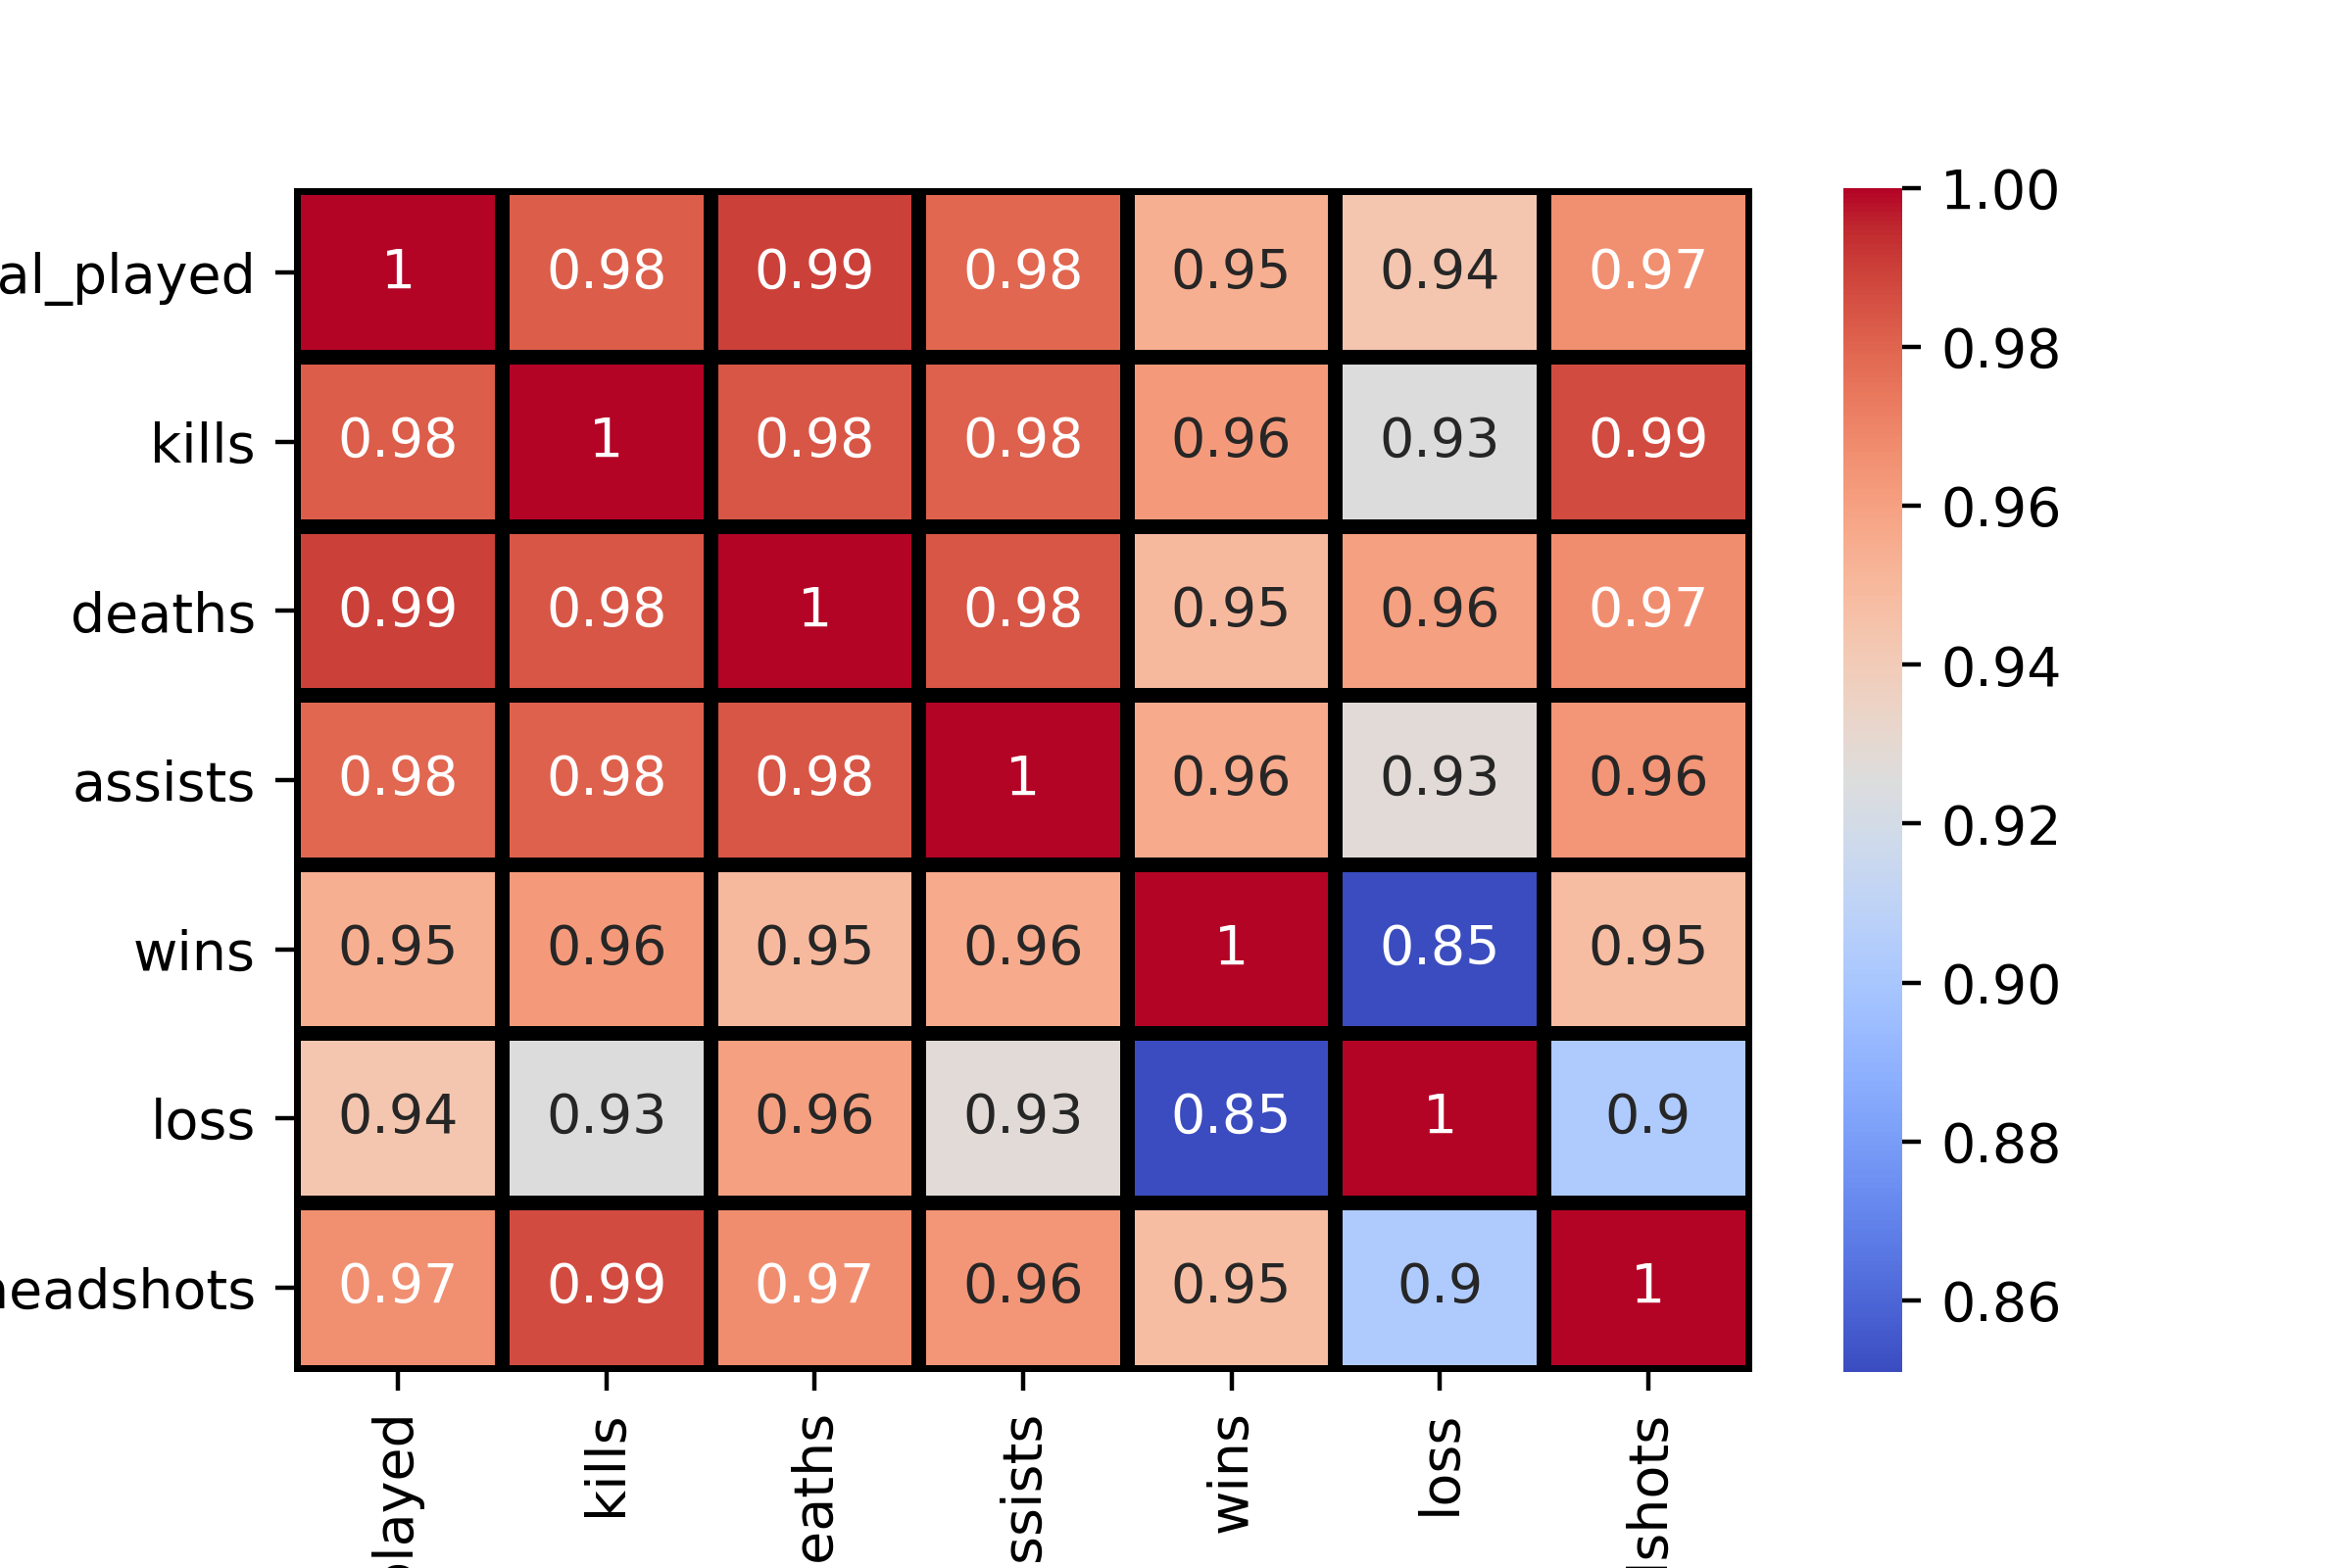 al_played 1 0.98 0.99 0.98 0.95 0.94 0.97
kills 0.98 1 0.98 0.98 0.96 0.93 0.99
deaths 0.99 0.98 1 0.98 0.95 0.96 0.97
assists 0.98 0.98 0.98 1 0.96 0.93 0.96
wins 0.95 0.96 0.95 0.96 1 0.85 0.95
loss 0.94 0.93 0.96 0.93 0.85 1 0.9
headshots 0.97 0.99 0.97 0.96 0.95 0.9 1
played
kills
eaths
ssists
wins
loss
shots
1.00
0.98
0.96
0.94
0.92
0.90
0.88
0.86